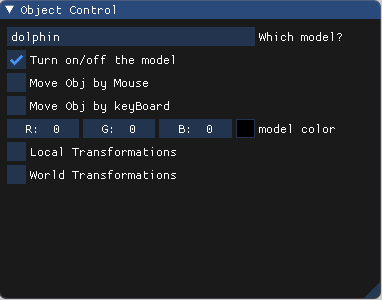 Object Control
dolphin Which model?
Turn on/off the model
Move Obj by Mouse
Move Obj by keyBoard
R: 0 G: 0 B: 0 model color
Local Transformations
World Transformations